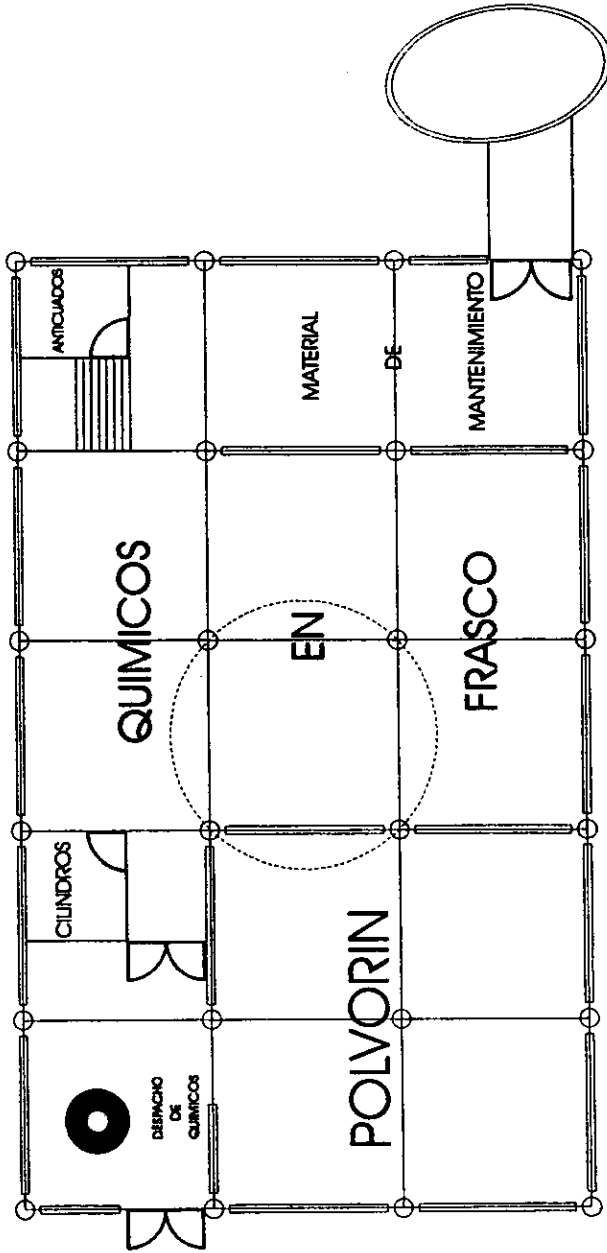 ANTICUADOS
MATERIAL
DE
MANTENIMIENTO
QUIMICOS
EN
FRASCO
CILINDROS
POLVORIN
DESPACHO
DE
QUIMICOS